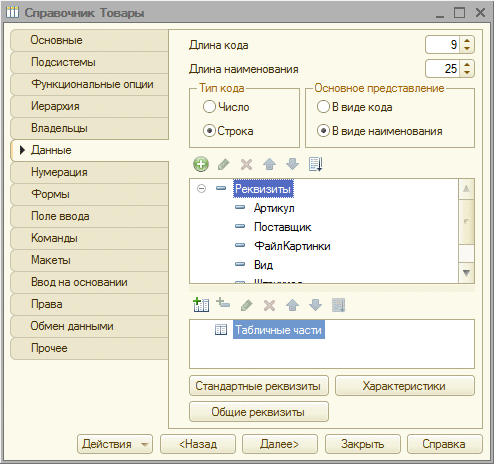 Справочник Товары
Основные
Подсистемы
Функциональные опции
Иерархия
Владельцы
Данные
Нумерация
Формы
Поле ввода
Команды
Макеты
Ввод на основании
Права
Обмен данными
Прочее
Длина кода 9
Длина наименования 25
Тип кода
Число
Строка
Основное представление
В виде кода
В виде наименования
Реквизиты
Артикул
Поставщик
ФайлКартинки
Вид
Табличные части
Стандартные реквизиты Характеристики
Общие реквизиты
Действия <Назад Далее> Закрыть Справка